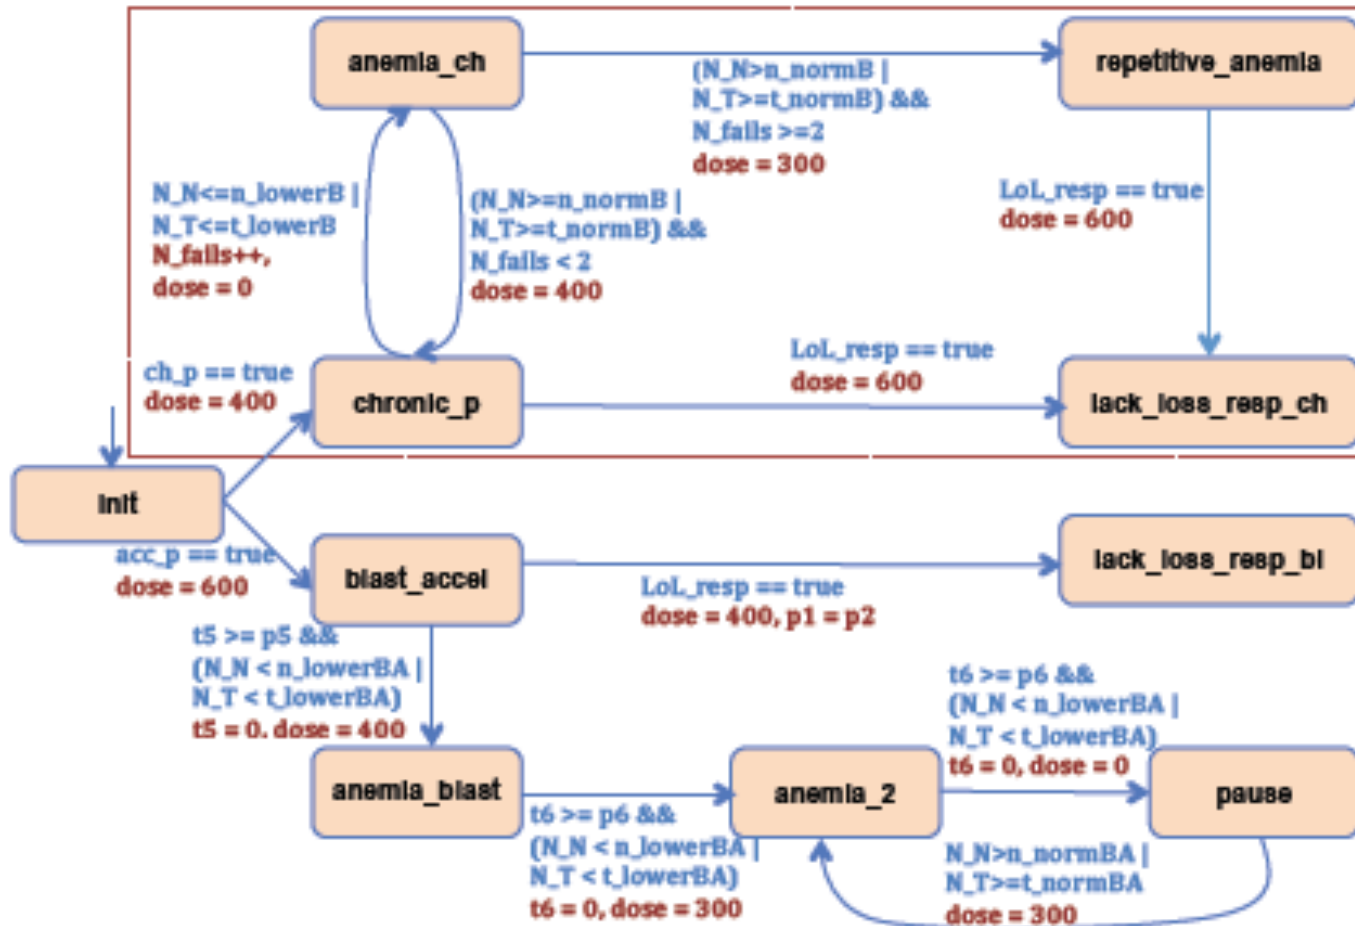 anemia_ch
repetitive_anemia
(N_N>n_normB |
N_T>=t_normB) &&
N_fails >=2
dose = 300
N_N<=n_lowerB |
N_T<=t_lowerB
N_fails++,
dose = 0
(N_N>=n_normB |
N_T>=t_normB) &&
N_fails < 2
dose = 400
LoL_resp == true
dose = 600
ch_p == true
dose = 400
chronic_p
LoL_resp == true
dose = 600
lack_loss_resp_ch
init
acc_p == true
dose = 600
blast_accel
LoL_resp == true
dose = 400, p1 = p2
lack_loss_resp_bl
t5 >= p5 &&
(N_N < n_lowerBA |
N_T < t_lowerBA)
t5 = 0. dose = 400
anemia_blast
t6 >= p6 &&
(N_N < n_lowerBA |
N_T < t_lowerBA)
t6 = 0, dose = 300
anemia_2
t6 >= p6 &&
(N_N < n_lowerBA |
N_T < t_lowerBA)
t6 = 0, dose = 0
pause
N_N>n_normBA |
N_T>=t_normBA
dose = 300